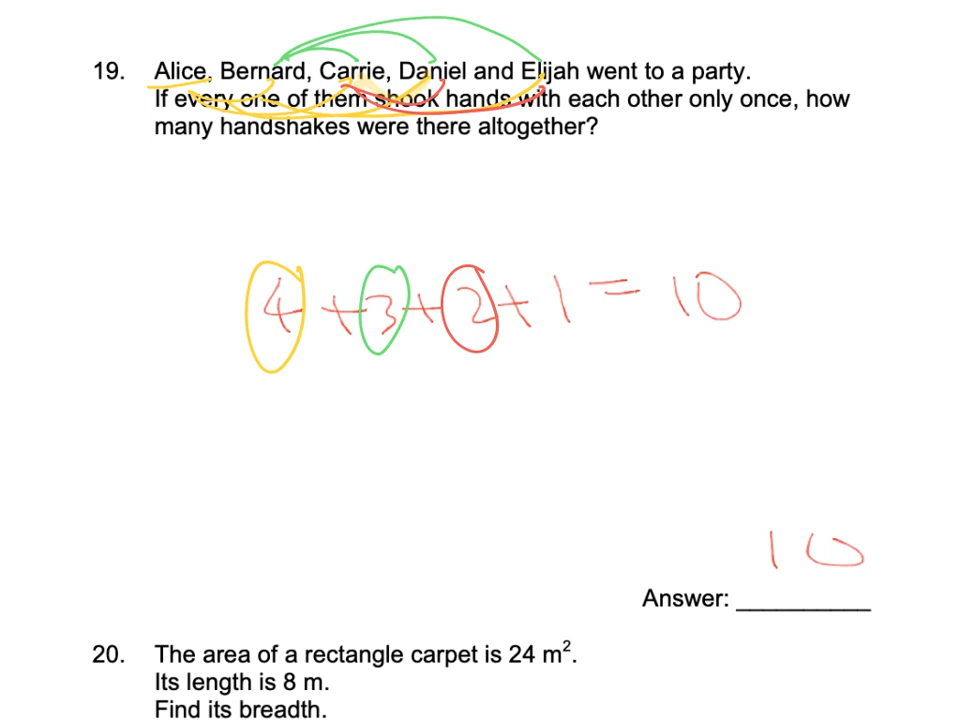 19. Alice, Bernard, Carrie, Daniel and Elijah went to a party.
If every one of them shook hands with each other only once, how
many handshakes were there altogether?
4 + 3 + 2 + 1 = 10
10
Answer: __________
20. The area of a rectangle carpet is 24 m².
Its length is 8 m.
Find its breadth.